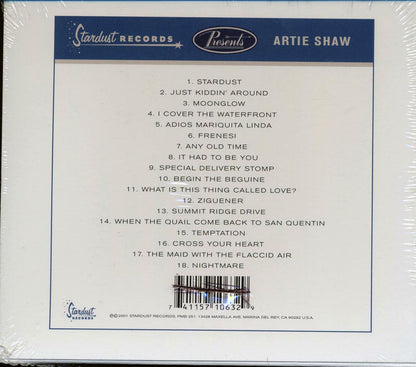 Stardust RECORDS Presents ARTIE SHAW
1. STARDUST
2. JUST KIDDIN' AROUND
3. MOONGLOW
4. I COVER THE WATERFRONT
5. ADIOS MARIQUITA LINDA
6. FRENESI
7. ANY OLD TIME
8. IT HAD TO BE YOU
9. SPECIAL DELIVERY STOMP
10. BEGIN THE BEGUINE
11. WHAT IS THIS THING CALLED LOVE?
12. ZIGUENER
13. SUMMIT RIDGE DRIVE
14. WHEN THE QUAIL COME BACK TO SAN QUENTIN
15. TEMPTATION
16. CROSS YOUR HEART
17. THE MAID WITH THE FLACCID AIR
18. NIGHTMARE
7 41157 10632 9
Stardust
RECORDS
©2001 STARDUST RECORDS, PMB 251, 13428 MAXELLA AVE, MARINA DEL REY, CA 90292 U.S.A.